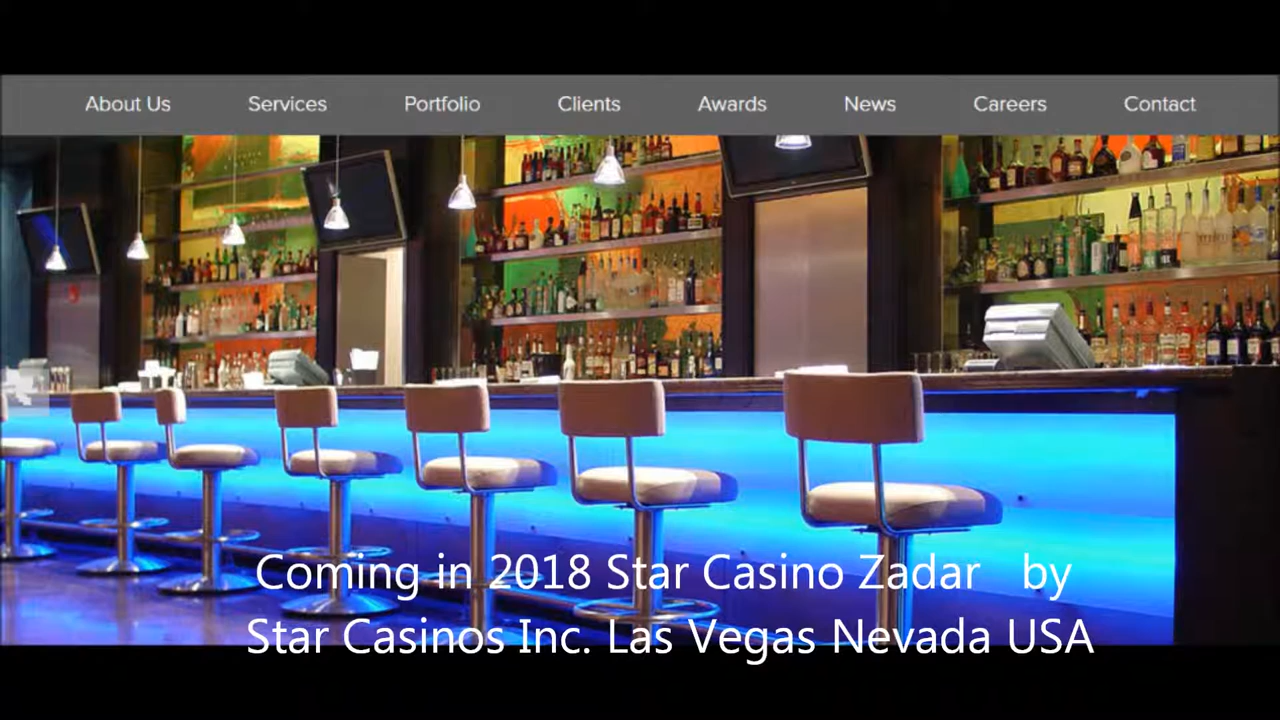 About Us Services Portfolio Clients Awards News Careers Contact
Coming in 2018 Star Casino Zadar by
Star Casinos Inc. Las Vegas Nevada USA